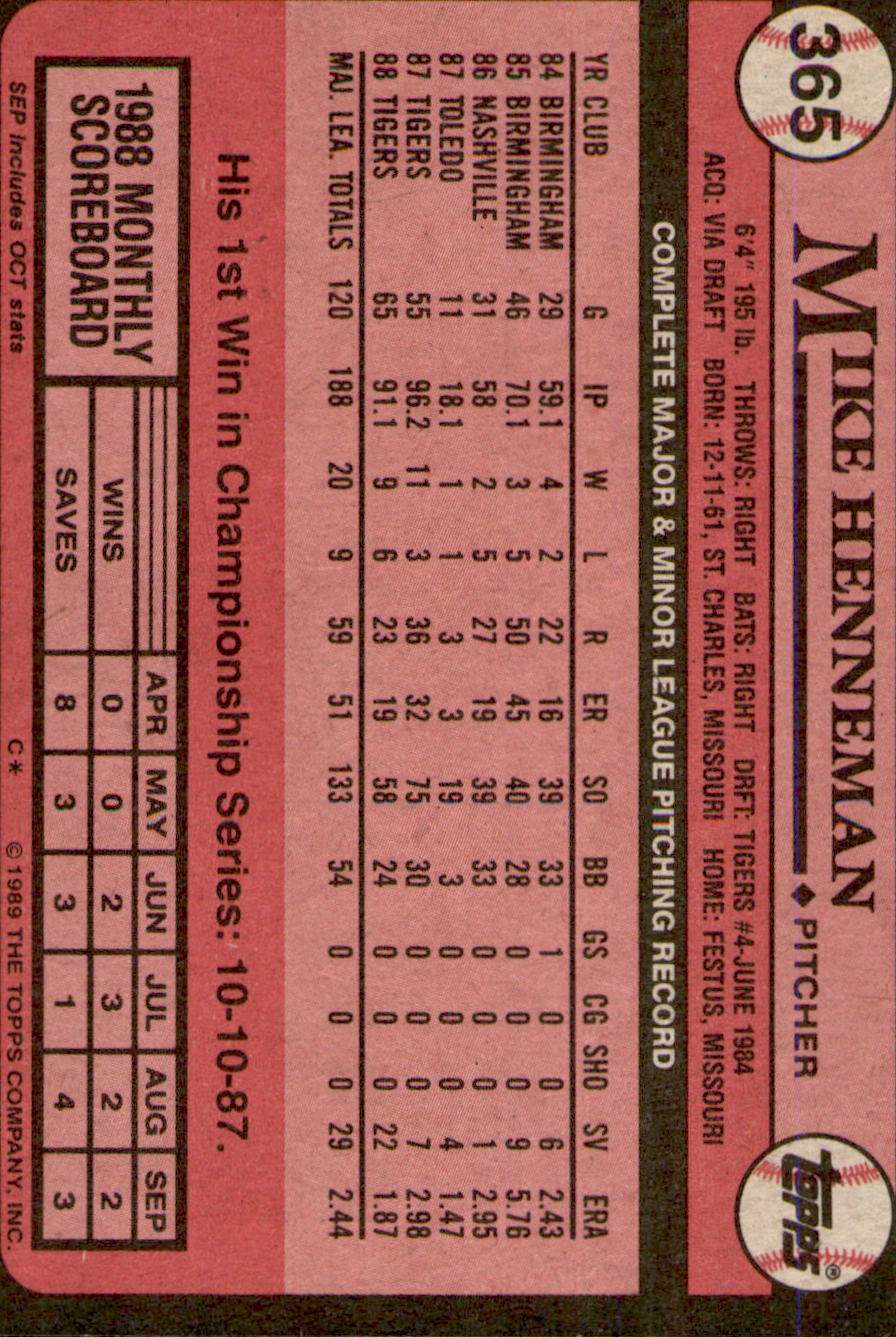 365
MIKE HENNEMAN ♦ PITCHER
topps®
6'4" 195 lb. THROWS: RIGHT BATS: RIGHT DRFT: TIGERS #4-JUNE 1984
ACQ: VIA DRAFT BORN: 12-11-61, ST. CHARLES, MISSOURI HOME: FESTUS, MISSOURI
COMPLETE MAJOR & MINOR LEAGUE PITCHING RECORD
YR CLUB G IP W L R ER SO BB GS CG SHO SV ERA
84 BIRMINGHAM 29 59.1 4 2 22 16 39 33 1 0 0 6 2.43
85 BIRMINGHAM 46 70.1 3 5 50 45 40 28 0 0 0 9 5.76
86 NASHVILLE 31 58 2 5 27 19 39 33 0 0 0 1 2.95
87 TOLEDO 11 18.1 1 1 3 3 19 3 0 0 0 4 1.47
87 TIGERS 55 96.2 11 3 36 32 75 30 0 0 0 7 2.98
88 TIGERS 65 91.1 9 6 23 19 58 24 0 0 0 22 1.87
MAJ. LEA. TOTALS 120 188 20 9 59 51 133 54 0 0 0 29 2.44
His 1st Win in Championship Series: 10-10-87.
1988 MONTHLY
SCOREBOARD
APR MAY JUN JUL AUG SEP
WINS 0 0 2 3 2 2
SAVES 8 3 3 1 4 3
SEP includes OCT stats C* © 1989 THE TOPPS COMPANY, INC.